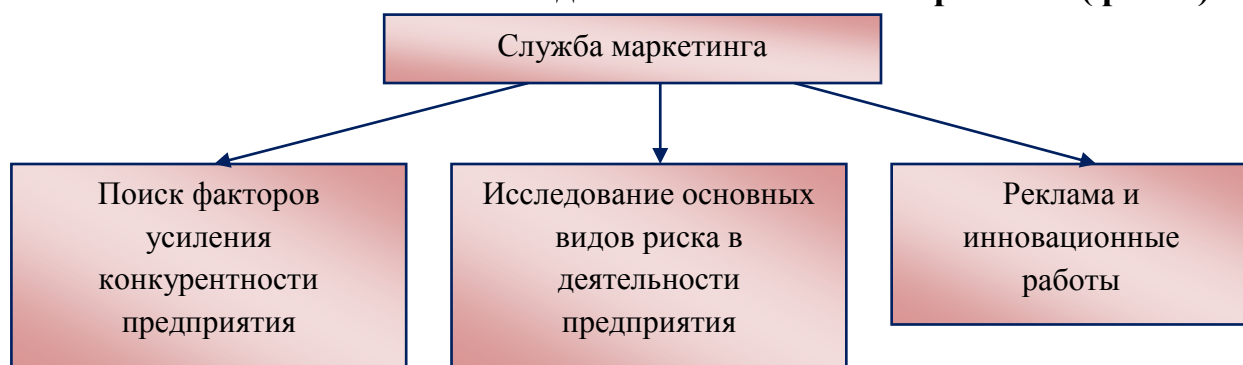 Служба маркетинга
Поиск факторов
усиления
конкурентности
предприятия
Исследование основных
видов риска в
деятельности
предприятия
Реклама и
инновационные
работы